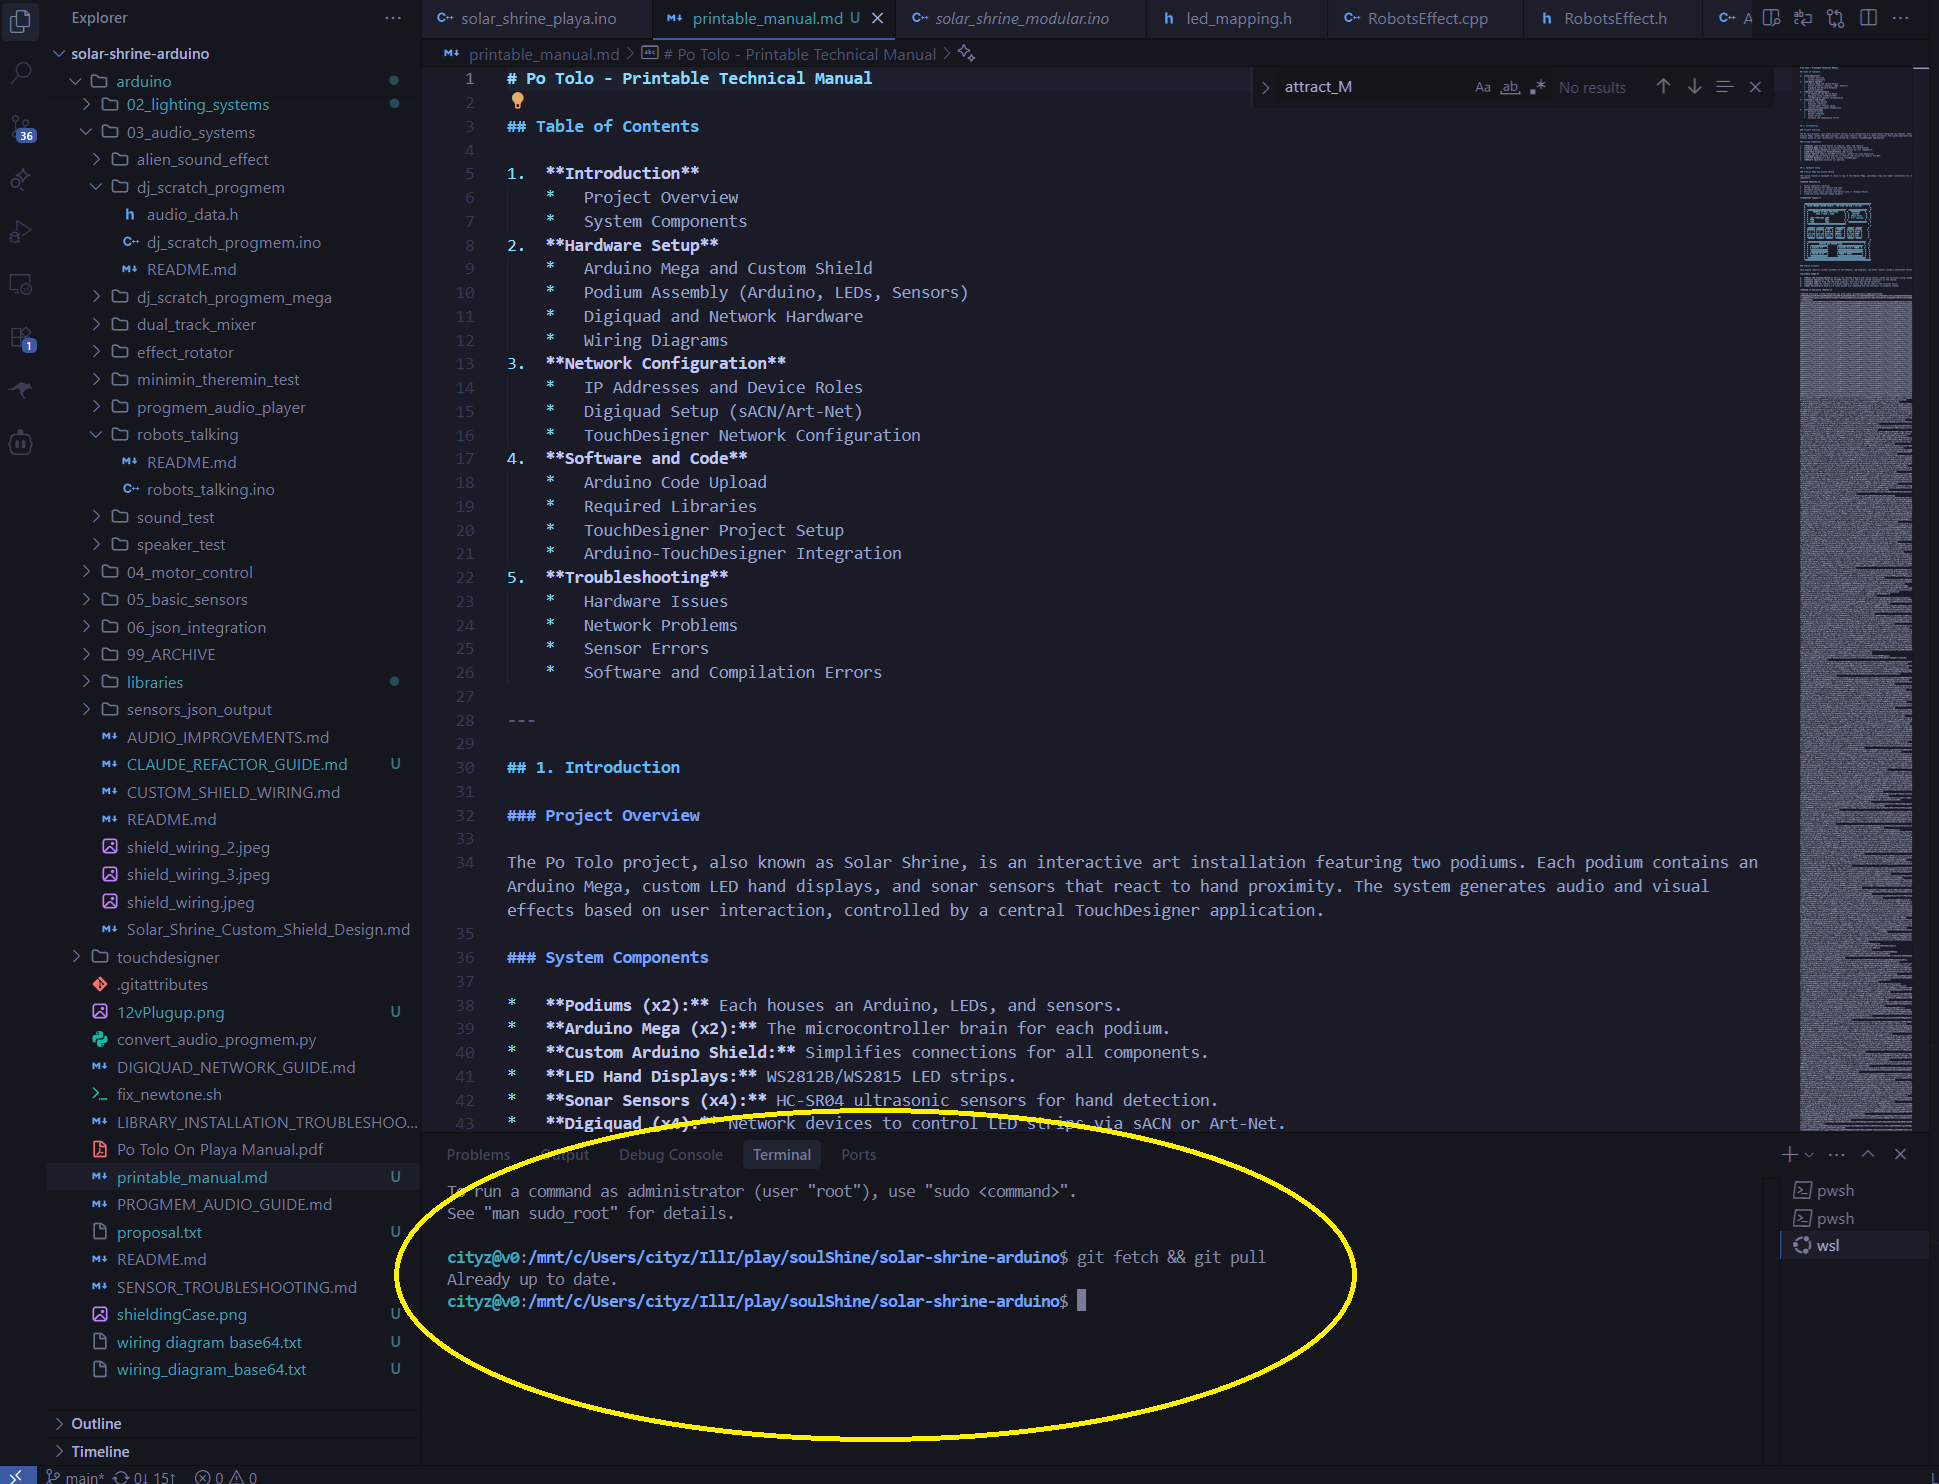 Explorer
solar-shrine-arduino
arduino
02_lighting_systems
03_audio_systems
alien_sound_effect
dj_scratch_progmem
audio_data.h
dj_scratch_progmem.ino
README.md
dj_scratch_progmem_mega
dual_track_mixer
effect_rotator
minimin_theremin_test
progmem_audio_player
robots_talking
README.md
robots_talking.ino
sound_test
speaker_test
04_motor_control
05_basic_sensors
06_json_integration
99_ARCHIVE
libraries
sensors_json_output
AUDIO_IMPROVEMENTS.md
CLAUDE_REFACTOR_GUIDE.md U
CUSTOM_SHIELD_WIRING.md
README.md
shield_wiring_2.jpeg
shield_wiring_3.jpeg
shield_wiring.jpeg
Solar_Shrine_Custom_Shield_Design.md
touchdesigner
.gitattributes
12vPlugup.png U
convert_audio_progmem.py
DIGIQUAD_NETWORK_GUIDE.md
fix_newtone.sh
LIBRARY_INSTALLATION_TROUBLESHOO...
Po Tolo On Playa Manual.pdf
printable_manual.md U
PROGMEM_AUDIO_GUIDE.md
proposal.txt U
README.md
SENSOR_TROUBLESHOOTING.md
shieldingCase.png U
wiring diagram base64.txt U
wiring_diagram_base64.txt U
Outline
Timeline
36
1
main* 0↓ 15↑ 0 0
solar_shrine_playa.ino printable_manual.md U solar_shrine_modular.ino led_mapping.h RobotsEffect.cpp RobotsEffect.h A
printable_manual.md > # Po Tolo - Printable Technical Manual >
attract_M Aa ab .* No results
1 # Po Tolo - Printable Technical Manual
2
3 ## Table of Contents
4
5 1. **Introduction**
6 * Project Overview
7 * System Components
8 2. **Hardware Setup**
9 * Arduino Mega and Custom Shield
10 * Podium Assembly (Arduino, LEDs, Sensors)
11 * Digiquad and Network Hardware
12 * Wiring Diagrams
13 3. **Network Configuration**
14 * IP Addresses and Device Roles
15 * Digiquad Setup (sACN/Art-Net)
16 * TouchDesigner Network Configuration
17 4. **Software and Code**
18 * Arduino Code Upload
19 * Required Libraries
20 * TouchDesigner Project Setup
21 * Arduino-TouchDesigner Integration
22 5. **Troubleshooting**
23 * Hardware Issues
24 * Network Problems
25 * Sensor Errors
26 * Software and Compilation Errors
27
28 ---
29
30 ## 1. Introduction
31
32 ### Project Overview
33
34 The Po Tolo project, also known as Solar Shrine, is an interactive art installation featuring two podiums. Each podium contains an
Arduino Mega, custom LED hand displays, and sonar sensors that react to hand proximity. The system generates audio and visual
effects based on user interaction, controlled by a central TouchDesigner application.
35
36 ### System Components
37
38 * **Podiums (x2):** Each houses an Arduino, LEDs, and sensors.
39 * **Arduino Mega (x2):** The microcontroller brain for each podium.
40 * **Custom Arduino Shield:** Simplifies connections for all components.
41 * **LED Hand Displays:** WS2812B/WS2815 LED strips.
42 * **Sonar Sensors (x4):** HC-SR04 ultrasonic sensors for hand detection.
43 * **Digiquad (x4):** Network devices to control LED strips via sACN or Art-Net.
Problems Output Debug Console Terminal Ports
To run a command as administrator (user "root"), use "sudo <command>".
See "man sudo_root" for details.
cityz@v0:/mnt/c/Users/cityz/IllI/play/soulShine/solar-shrine-arduino$ git fetch && git pull
Already up to date.
cityz@v0:/mnt/c/Users/cityz/IllI/play/soulShine/solar-shrine-arduino$
pwsh
pwsh
wsl